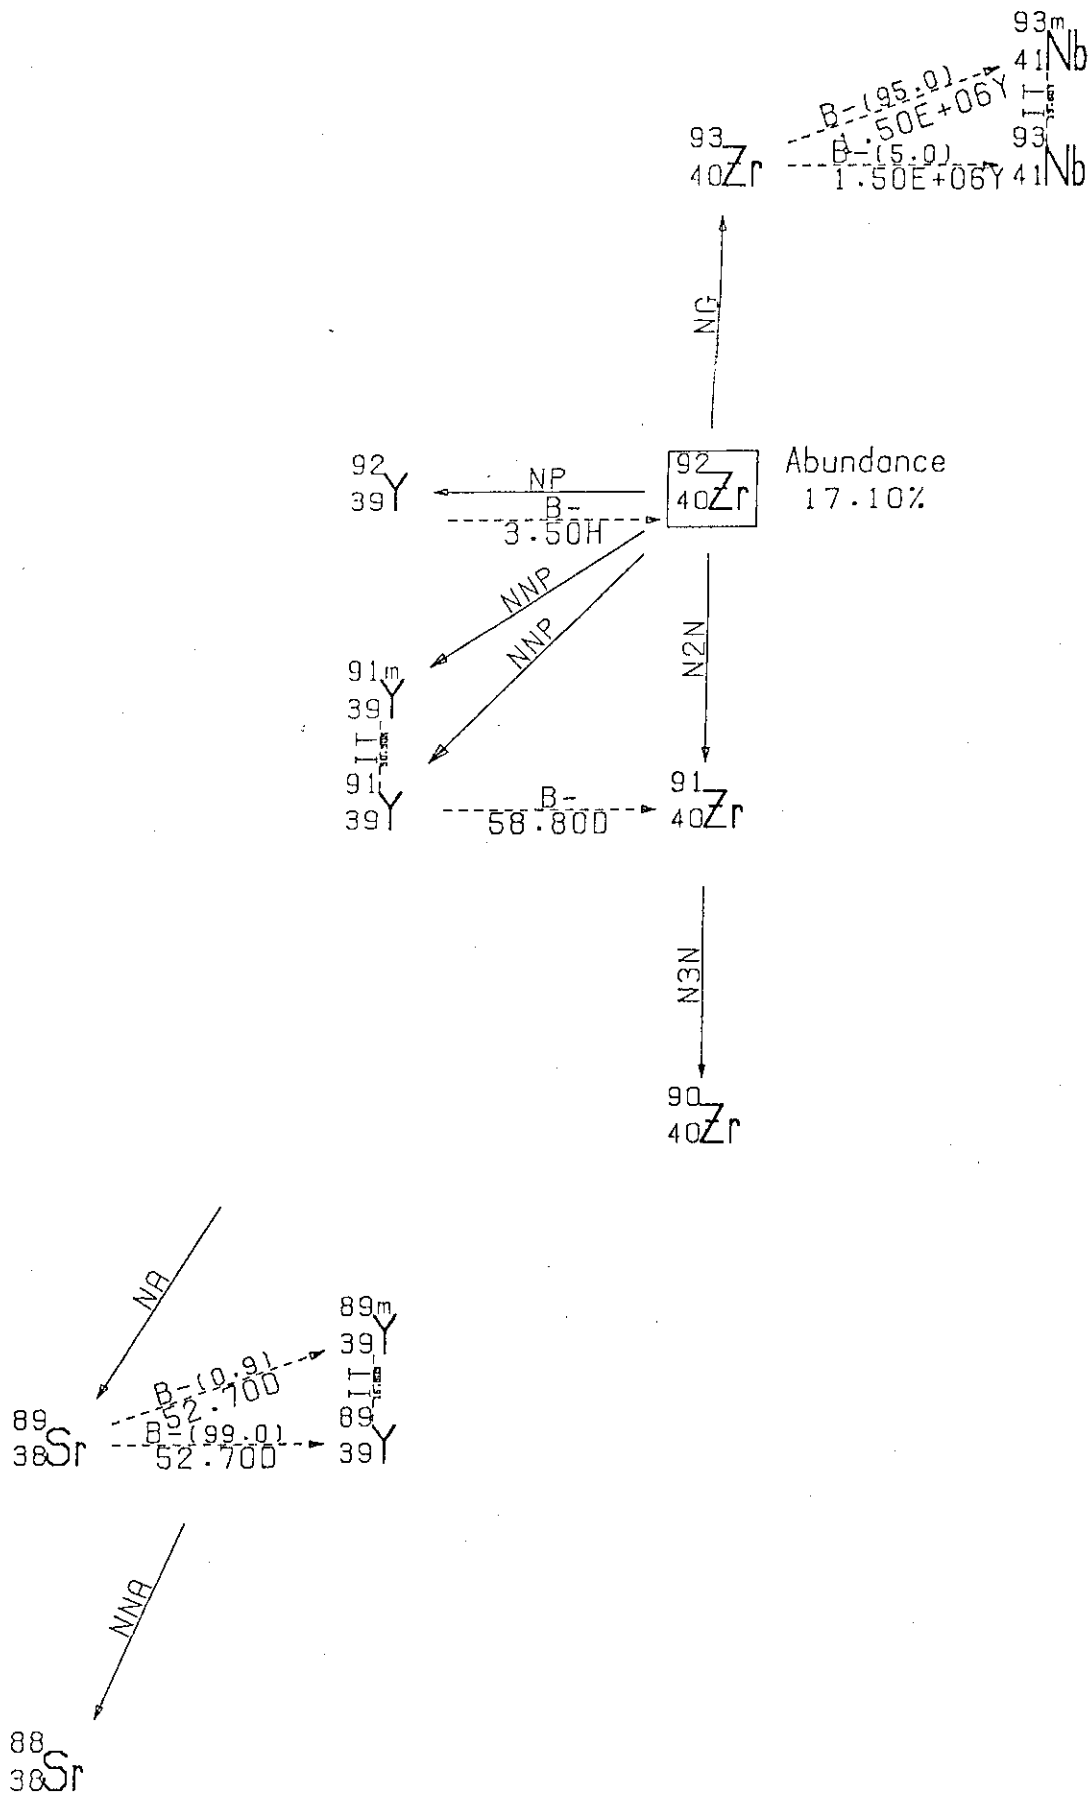 93m
41Nb
B-(95.0)
1.50E+06Y
IT
93
40Zr
B-(5.0)
1.50E+06Y
93
41Nb
NG
92
39Y
NP
B-
3.50H
92
40Zr
Abundance
17.10%
NNP
NNP
N2N
91m
39Y
IT
91
39Y
B-
58.80D
91
40Zr
N3N
90
40Zr
NA
89m
39Y
B-(0.9)
52.70D
IT
89
38Sr
B-(99.0)
52.70D
89
39Y
NNA
88
38Sr